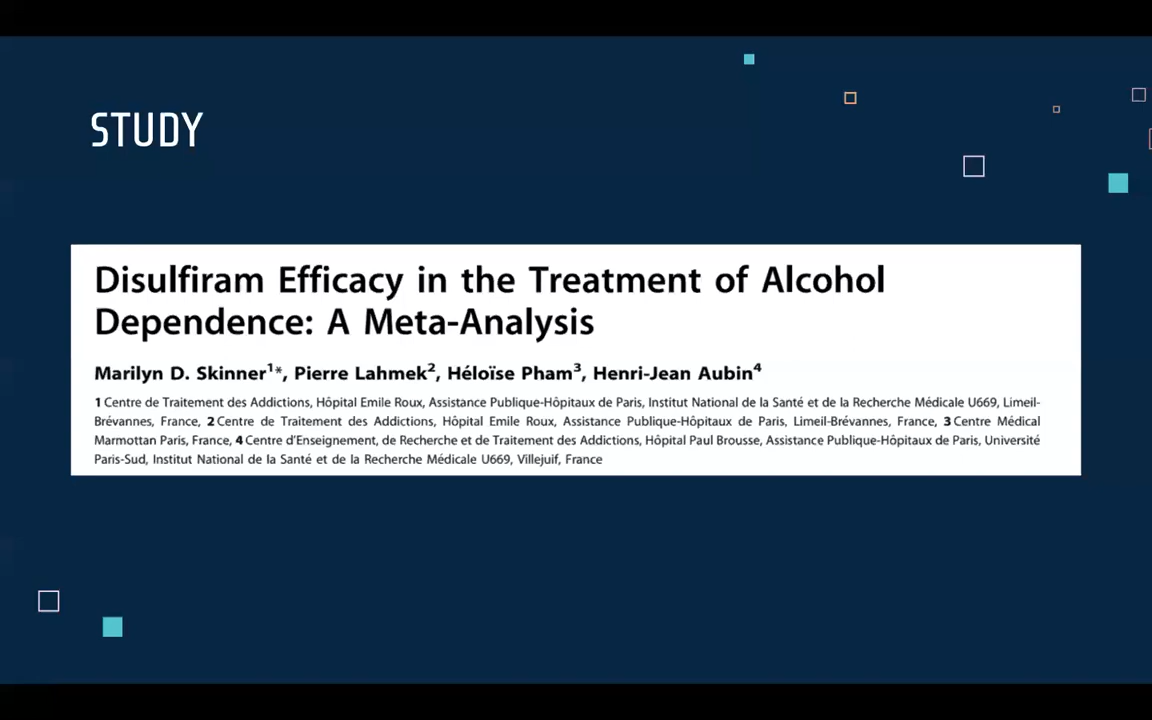 STUDY
Disulfiram Efficacy in the Treatment of Alcohol
Dependence: A Meta-Analysis
Marilyn D. Skinner1*, Pierre Lahmek2, Héloïse Pham3, Henri-Jean Aubin4
1 Centre de Traitement des Addictions, Hôpital Emile Roux, Assistance Publique-Hôpitaux de Paris, Institut National de la Santé et de la Recherche Médicale U669, Limeil-
Brévannes, France, 2 Centre de Traitement des Addictions, Hôpital Emile Roux, Assistance Publique-Hôpitaux de Paris, Limeil-Brévannes, France, 3 Centre Médical
Marmottan Paris, France, 4 Centre d'Enseignement, de Recherche et de Traitement des Addictions, Hôpital Paul Brousse, Assistance Publique-Hôpitaux de Paris, Université
Paris-Sud, Institut National de la Santé et de la Recherche Médicale U669, Villejuif, France